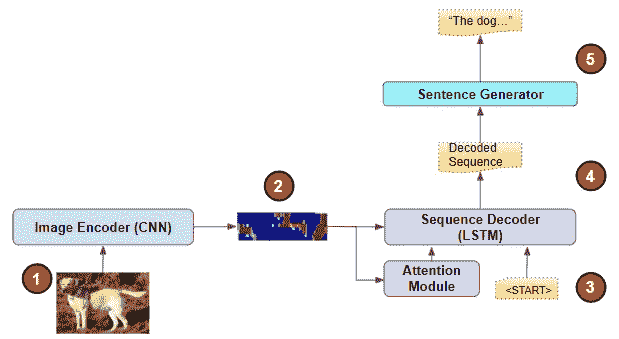 “The dog…”
5
Sentence Generator
Decoded
Sequence
4
2
Image Encoder (CNN)
Sequence Decoder
(LSTM)
1
Attention
Module
<START>
3